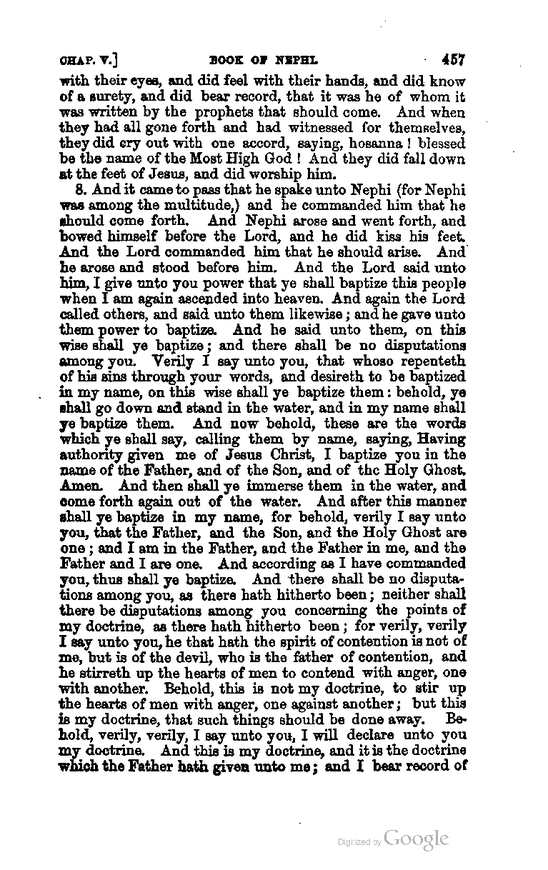 CHAP. V.] BOOK OF NEPHI. 457
with their eyes, and did feel with their hands, and did know
of a surety, and did bear record, that it was he of whom it
was written by the prophets that should come. And when
they had all gone forth and had witnessed for themselves,
they did cry out with one accord, saying, hosanna! blessed
be the name of the Most High God! And they did fall down
at the feet of Jesus, and did worship him.
8. And it came to pass that he spake unto Nephi (for Nephi
was among the multitude,) and he commanded him that he
should come forth. And Nephi arose and went forth, and
bowed himself before the Lord, and he did kiss his feet.
And the Lord commanded him that he should arise. And
he arose and stood before him. And the Lord said unto
him, I give unto you power that ye shall baptize this people
when I am again ascended into heaven. And again the Lord
called others, and said unto them likewise; and he gave unto
them power to baptize. And he said unto them, on this
wise shall ye baptize; and there shall be no disputations
among you. Verily I say unto you, that whoso repenteth
of his sins through your words, and desireth to be baptized
in my name, on this wise shall ye baptize them: behold, ye
shall go down and stand in the water, and in my name shall
ye baptize them. And now behold, these are the words
which ye shall say, calling them by name, saying, Having
authority given me of Jesus Christ, I baptize you in the
name of the Father, and of the Son, and of the Holy Ghost.
Amen. And then shall ye immerse them in the water, and
come forth again out of the water. And after this manner
shall ye baptize in my name, for behold, verily I say unto
you, that the Father, and the Son, and the Holy Ghost are
one; and I am in the Father, and the Father in me, and the
Father and I are one. And according as I have commanded
you, thus shall ye baptize. And there shall be no disputa-
tions among you, as there hath hitherto been; neither shall
there be disputations among you concerning the points of
my doctrine, as there hath hitherto been; for verily, verily
I say unto you, he that hath the spirit of contention is not of
me, but is of the devil, who is the father of contention, and
he stirreth up the hearts of men to contend with anger, one
with another. Behold, this is not my doctrine, to stir up
the hearts of men with anger, one against another; but this
is my doctrine, that such things should be done away. Be-
hold, verily, verily, I say unto you, I will declare unto you
my doctrine. And this is my doctrine, and it is the doctrine
which the Father hath given unto me; and I bear record of
Digitized by Google